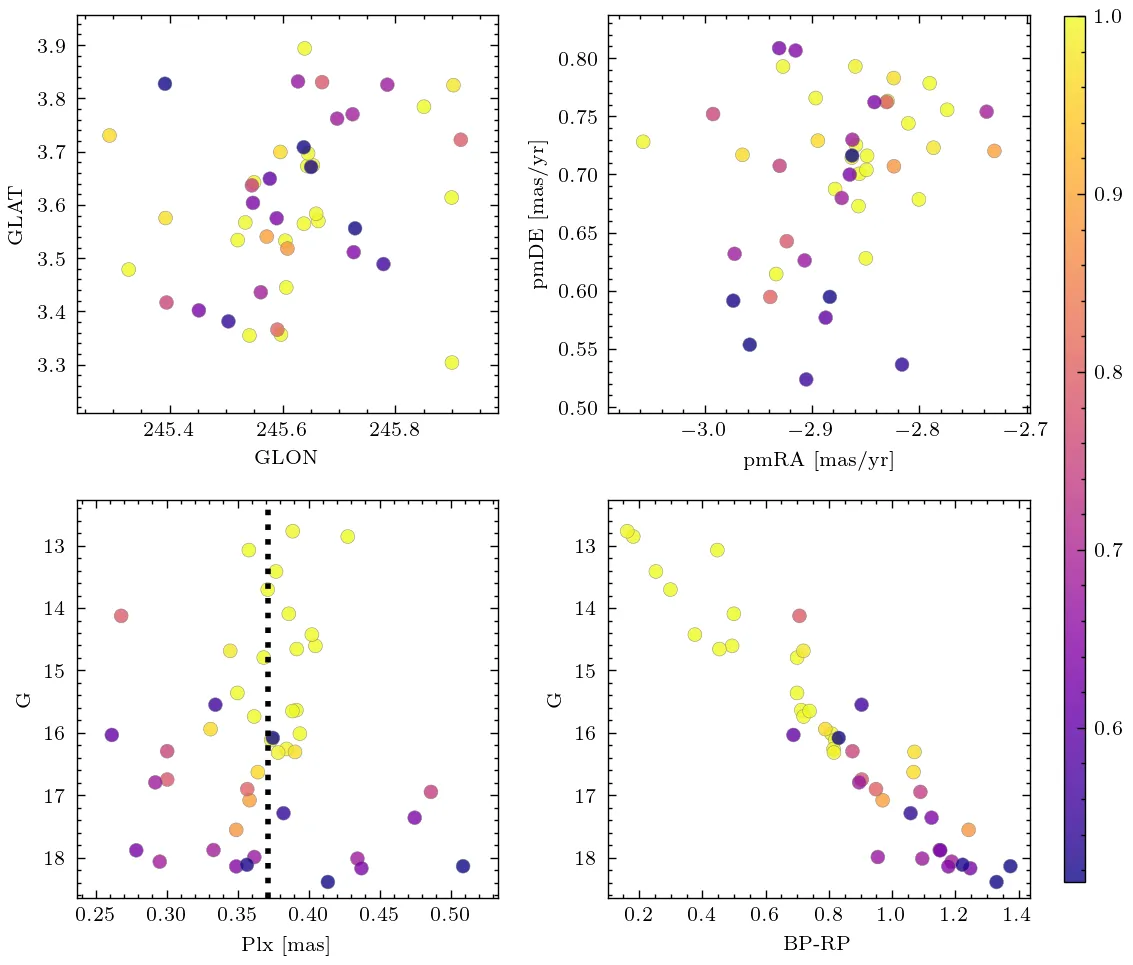 3.9
3.8
3.7
3.6
3.5
3.4
3.3
GLAT
245.4 245.6 245.8
GLON
0.80
0.75
0.70
0.65
0.60
0.55
0.50
pmDE [mas/yr]
−3.0 −2.9 −2.8 −2.7
pmRA [mas/yr]
13
14
15
16
17
18
G
0.25 0.30 0.35 0.40 0.45 0.50
Plx [mas]
13
14
15
16
17
18
G
0.2 0.4 0.6 0.8 1.0 1.2 1.4
BP-RP
1.0
0.9
0.8
0.7
0.6